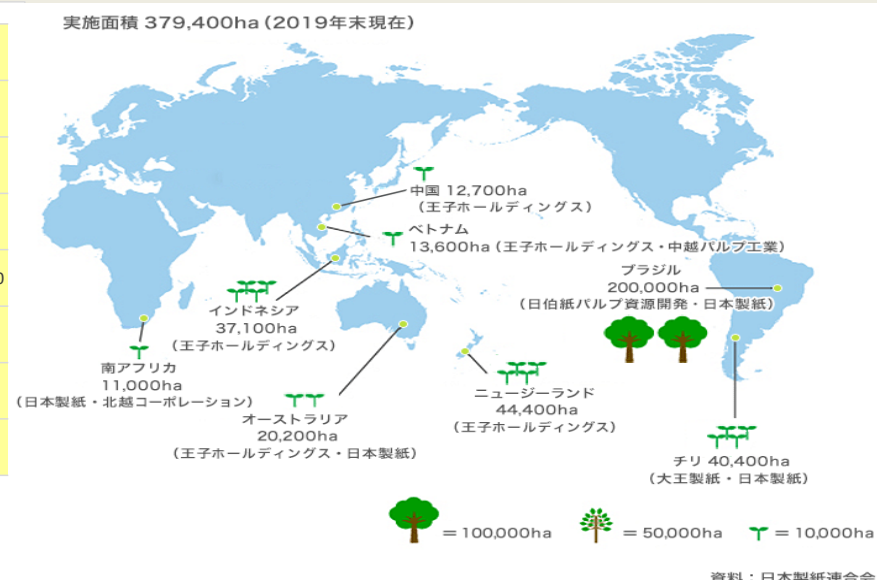 実施面積 379,400ha（2019年末現在）
中国 12,700ha
（王子ホールディングス）
ベトナム
13,600ha（王子ホールディングス・中越パルプ工業）
ブラジル
200,000ha
（日伯紙パルプ資源開発・日本製紙）
インドネシア
37,100ha
（王子ホールディングス）
南アフリカ
11,000ha
（日本製紙・北越コーポレーション）
オーストラリア
20,200ha
（王子ホールディングス・日本製紙）
ニュージーランド
44,400ha
（王子ホールディングス）
チリ 40,400ha
（大王製紙・日本製紙）
＝100,000ha
＝50,000ha
＝10,000ha
資料：日本製紙連合会
0